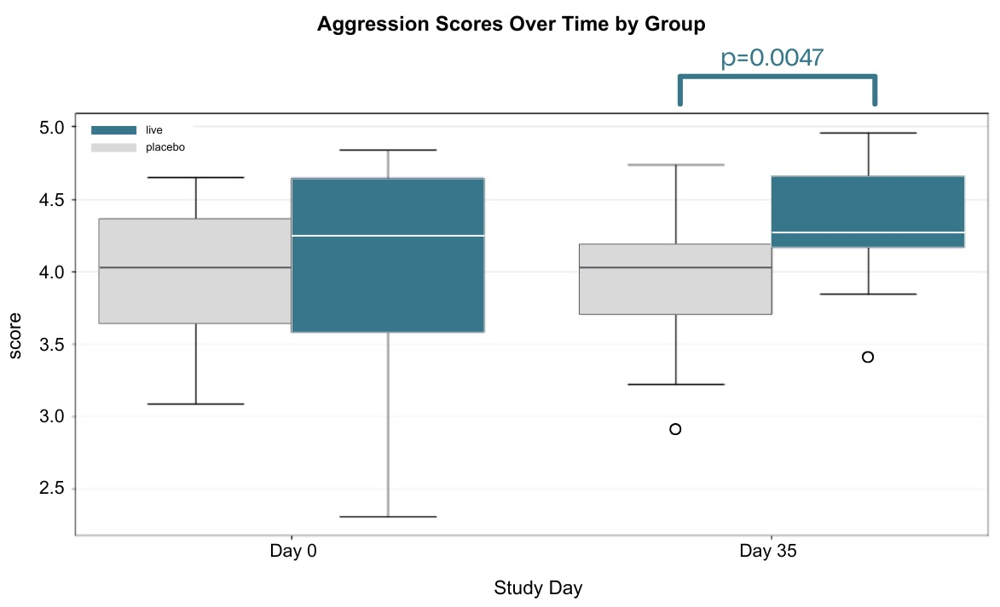 Aggression Scores Over Time by Group
p=0.0047
live
placebo
5.0
4.5
4.0
3.5
3.0
2.5
score
Day 0
Day 35
Study Day